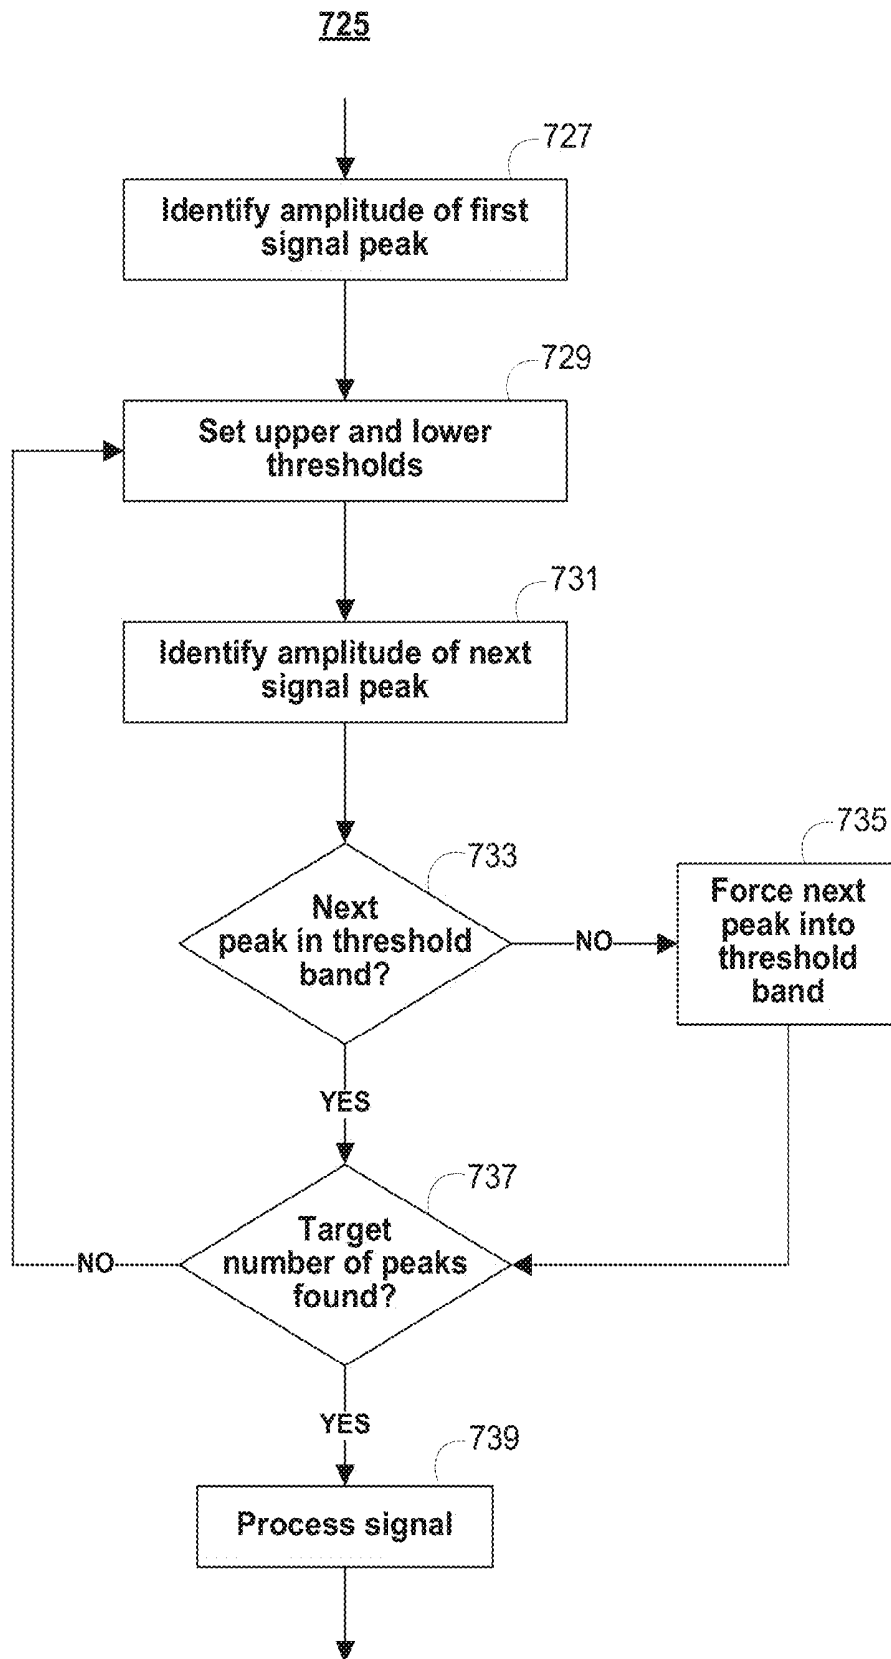 725
727
Identify amplitude of first
signal peak
729
Set upper and lower
thresholds
731
Identify amplitude of next
signal peak
733
Next
peak in threshold
band?
NO
735
Force next
peak into
threshold
band
YES
737
Target
number of peaks
found?
NO
YES
739
Process signal